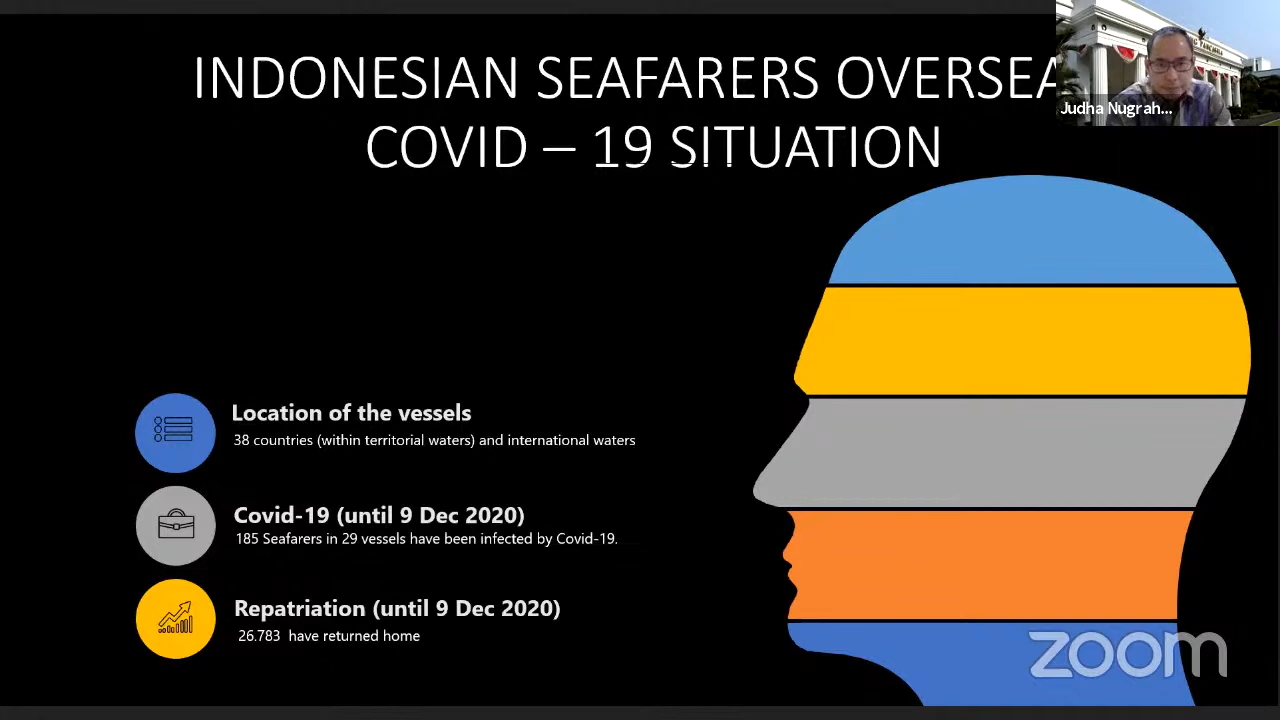 INDONESIAN SEAFARERS OVERSEA
COVID – 19 SITUATION
Judha Nugrah...
Location of the vessels
38 countries (within territorial waters) and international waters
Covid-19 (until 9 Dec 2020)
185 Seafarers in 29 vessels have been infected by Covid-19.
Repatriation (until 9 Dec 2020)
26.783 have returned home
zoom